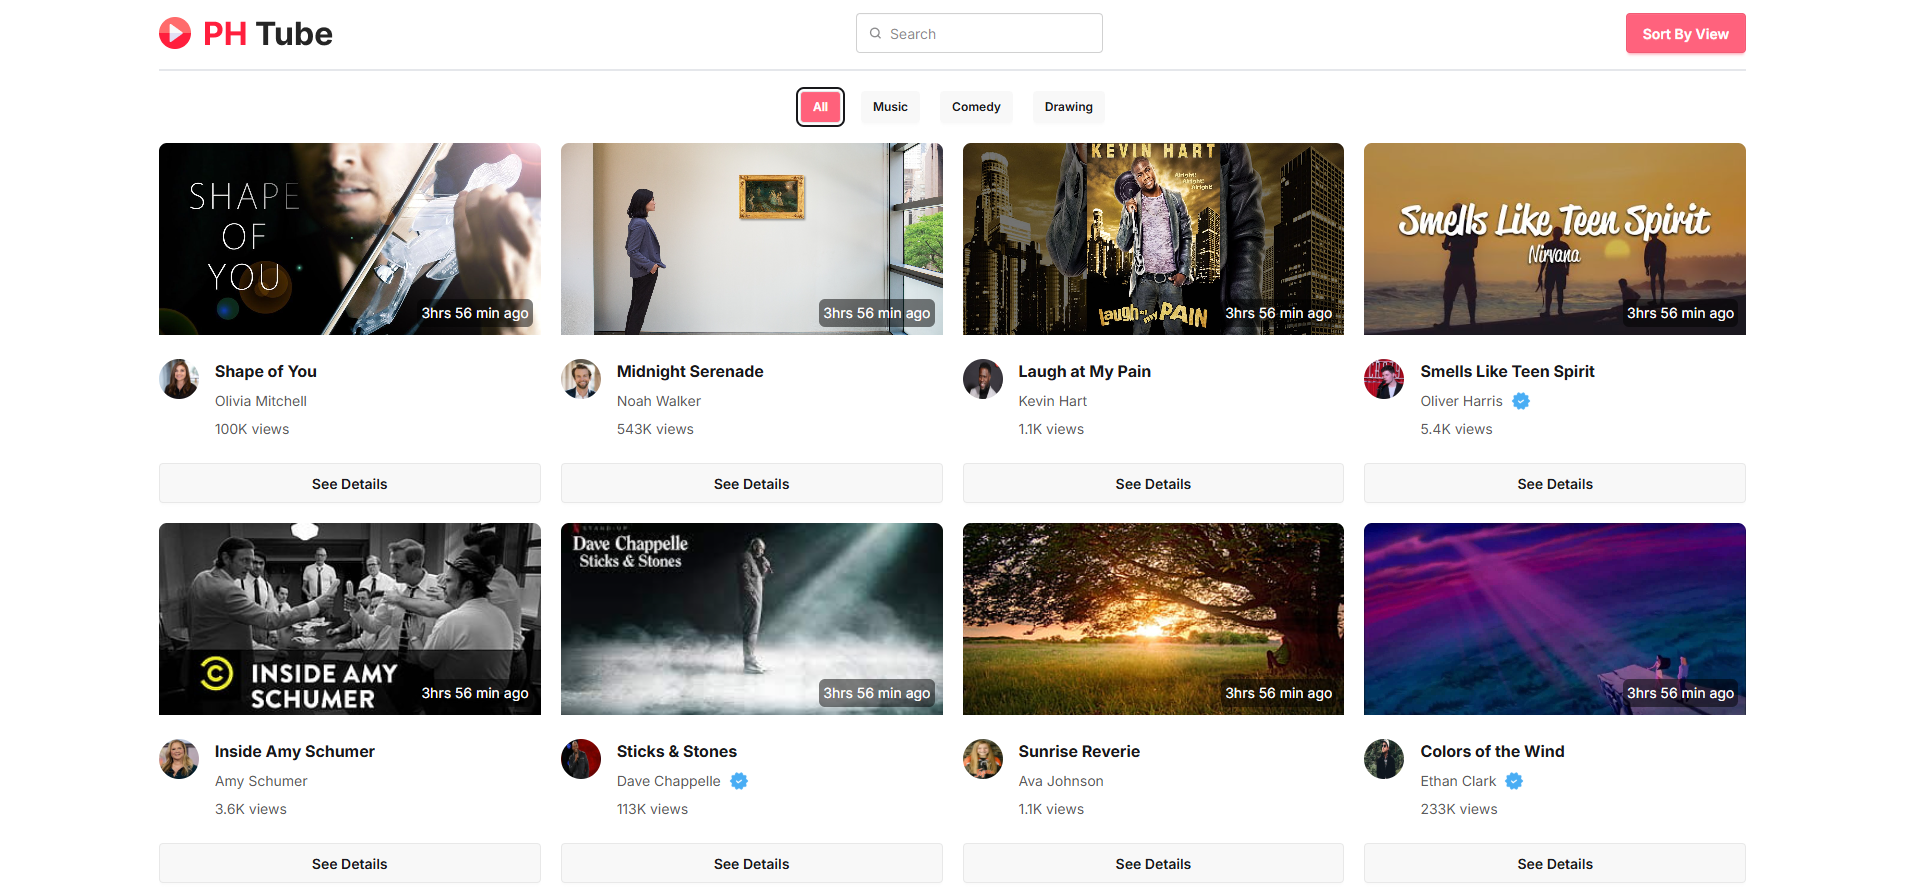 PH Tube
Search
Sort By View
All
Music
Comedy
Drawing
SHAPE
OF
YOU
3hrs 56 min ago
3hrs 56 min ago
KEVIN HART
Alright!
Alright!
Alright!
Laugh at my PAIN
3hrs 56 min ago
Smells Like Teen Spirit
Nirvana
3hrs 56 min ago
Shape of You
Olivia Mitchell
100K views
Midnight Serenade
Noah Walker
543K views
Laugh at My Pain
Kevin Hart
1.1K views
Smells Like Teen Spirit
Oliver Harris
5.4K views
See Details
See Details
See Details
See Details
INSIDE AMY
SCHUMER
3hrs 56 min ago
STAND-UP
Dave Chappelle
Sticks & Stones
3hrs 56 min ago
3hrs 56 min ago
3hrs 56 min ago
Inside Amy Schumer
Amy Schumer
3.6K views
Sticks & Stones
Dave Chappelle
113K views
Sunrise Reverie
Ava Johnson
1.1K views
Colors of the Wind
Ethan Clark
233K views
See Details
See Details
See Details
See Details